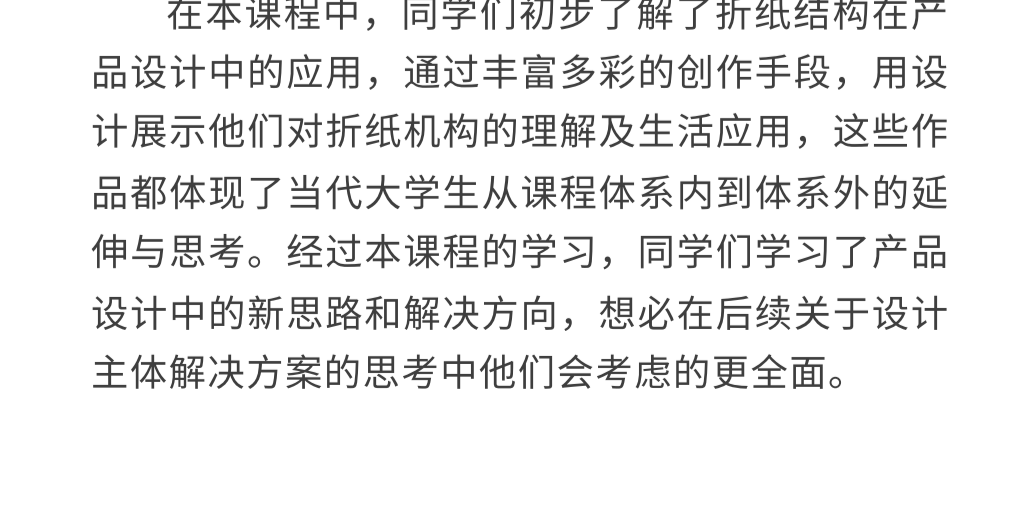 在本课程中，同学们初步了解了折纸结构在产
品设计中的应用，通过丰富多彩的创作手段，用设
计展示他们对折纸机构的理解及生活应用，这些作
品都体现了当代大学生从课程体系内到体系外的延
伸与思考。经过本课程的学习，同学们学习了产品
设计中的新思路和解决方向，想必在后续关于设计
主体解决方案的思考中他们会考虑的更全面。